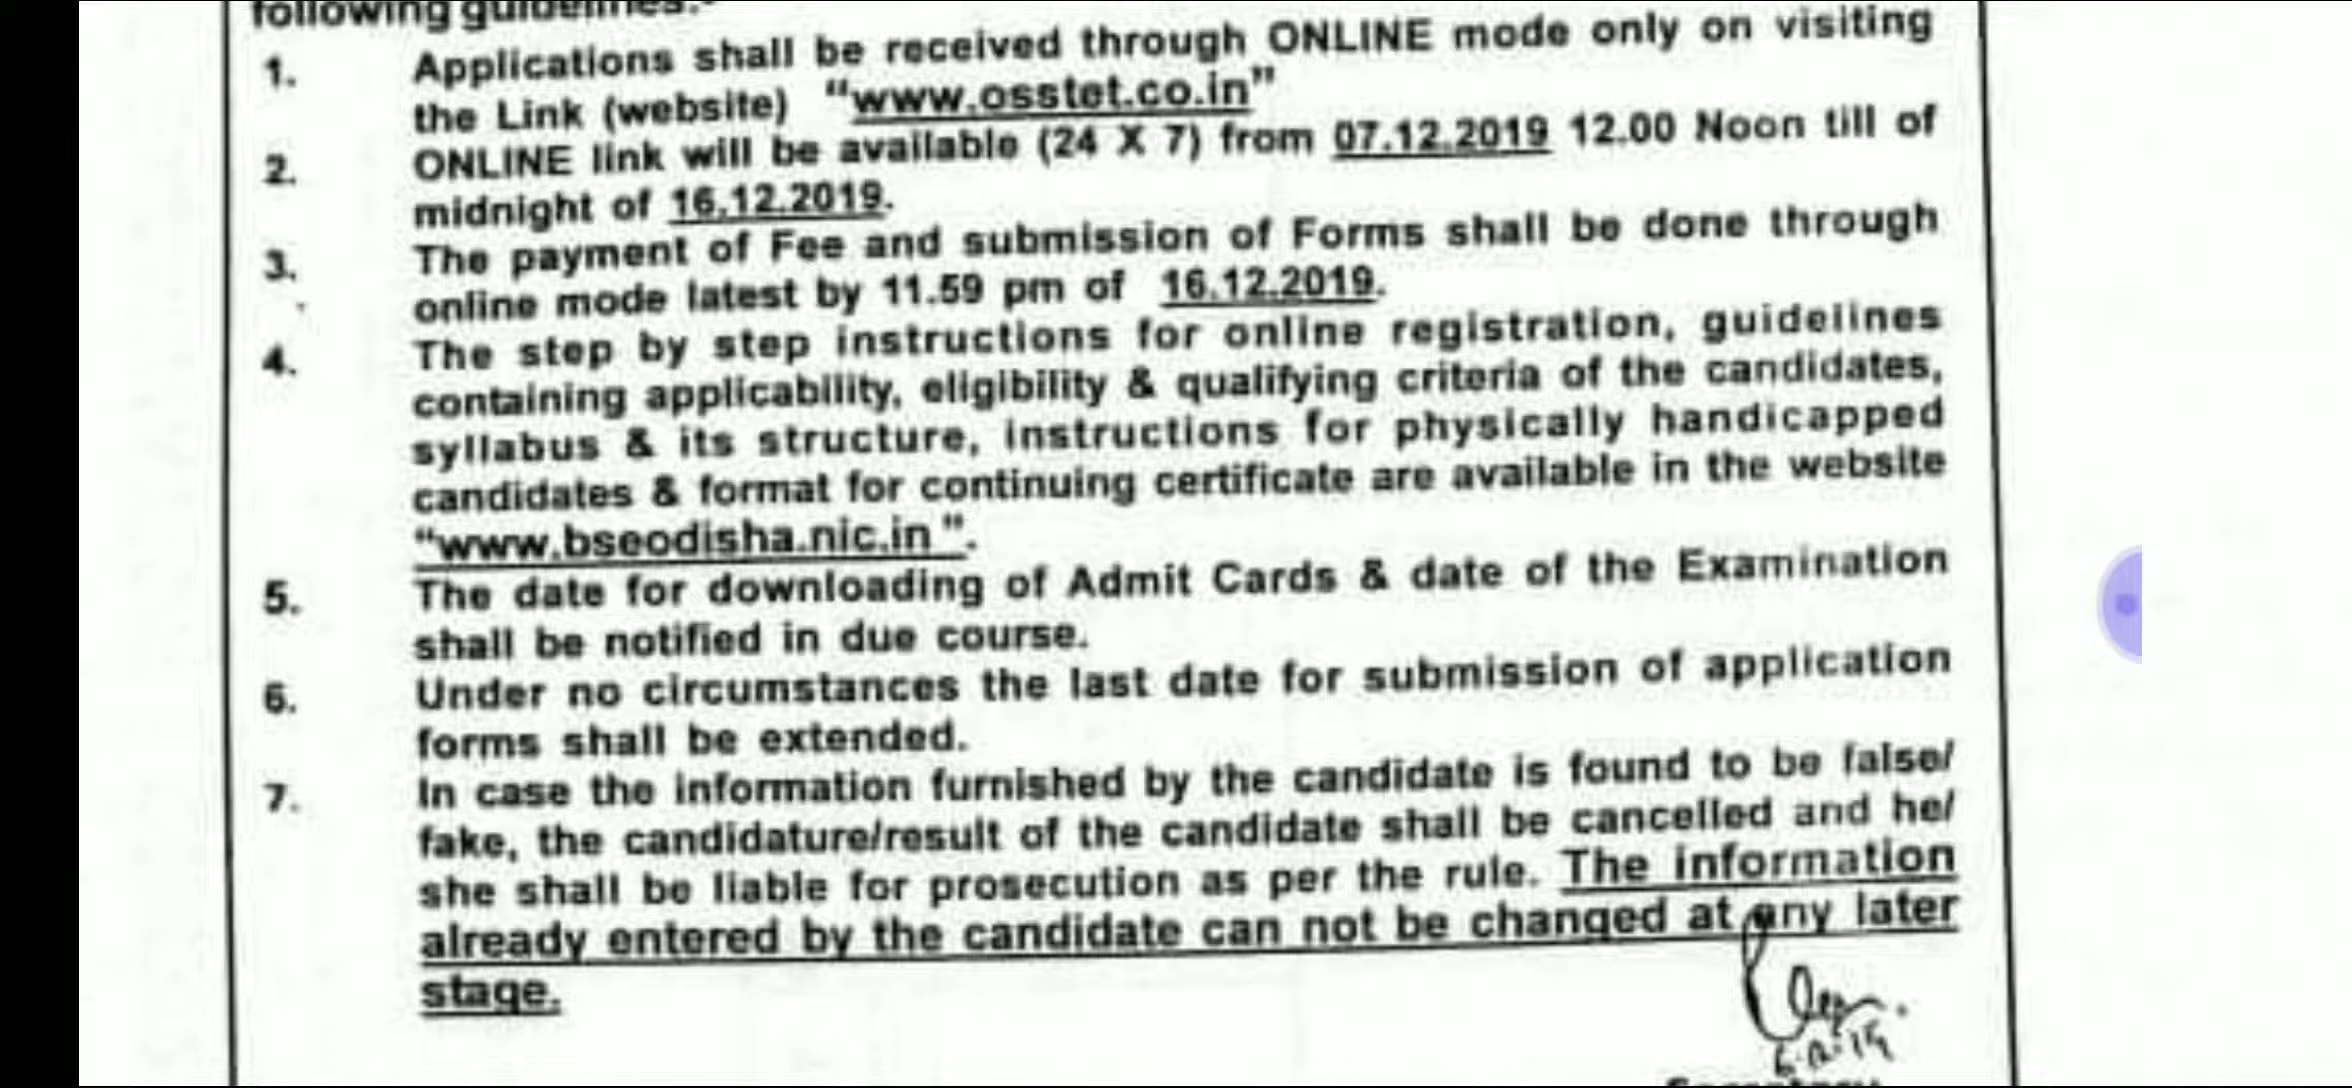 following guidelines:-
1. Applications shall be received through ONLINE mode only on visiting
the Link (website) "www.osstet.co.in"
2. ONLINE link will be available (24 X 7) from 07.12.2019 12.00 Noon till of
midnight of 16.12.2019.
3. The payment of Fee and submission of Forms shall be done through
online mode latest by 11.59 pm of 16.12.2019.
4. The step by step instructions for online registration, guidelines
containing applicability, eligibility & qualifying criteria of the candidates,
syllabus & its structure, instructions for physically handicapped
candidates & format for continuing certificate are available in the website
"www.bseodisha.nic.in".
5. The date for downloading of Admit Cards & date of the Examination
shall be notified in due course.
6. Under no circumstances the last date for submission of application
forms shall be extended.
7. In case the information furnished by the candidate is found to be false/
fake, the candidature/result of the candidate shall be cancelled and he/
she shall be liable for prosecution as per the rule. The information
already entered by the candidate can not be changed at any later
stage.
6.12.19
Secretary